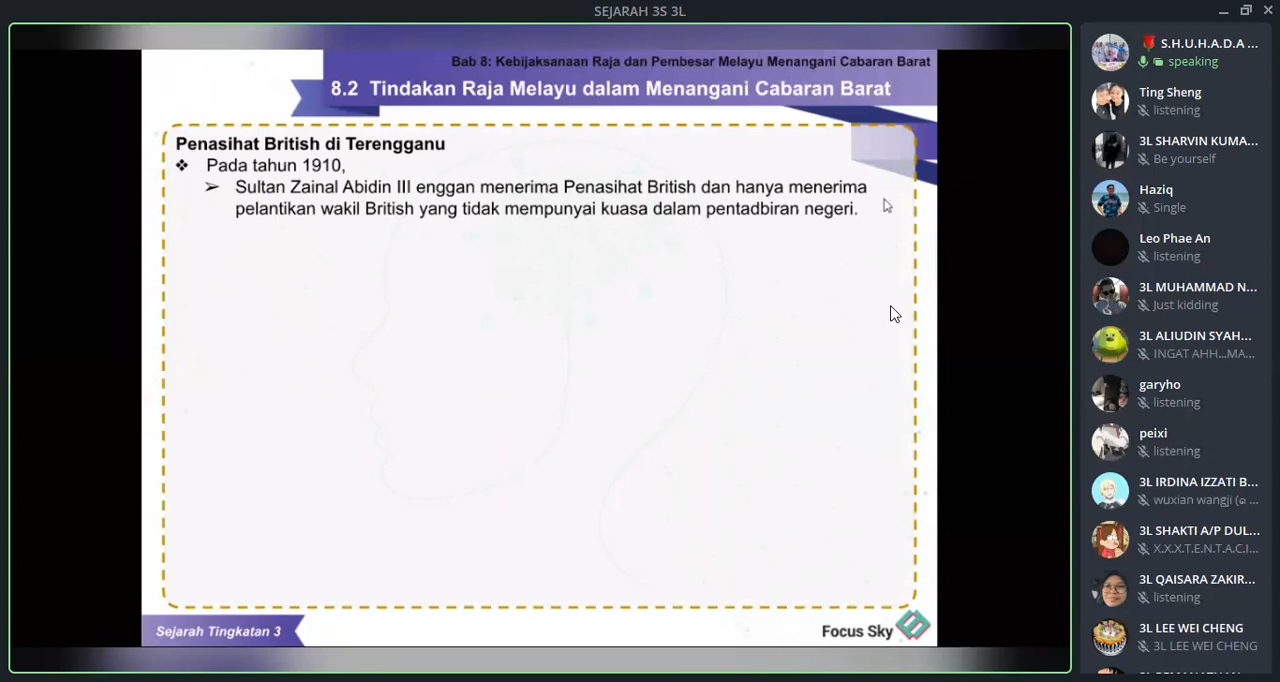 SEJARAH 3S 3L
Bab 8: Kebijaksanaan Raja dan Pembesar Melayu Menangani Cabaran Barat
8.2 Tindakan Raja Melayu dalam Menangani Cabaran Barat
Penasihat British di Terengganu
❖ Pada tahun 1910,
➢ Sultan Zainal Abidin III enggan menerima Penasihat British dan hanya menerima
pelantikan wakil British yang tidak mempunyai kuasa dalam pentadbiran negeri.
Sejarah Tingkatan 3
Focus Sky
🌹 S.H.U.H.A.D.A ...
speaking
Ting Sheng
listening
3L SHARVIN KUMA...
Be yourself
Haziq
Single
Leo Phae An
listening
3L MUHAMMAD N...
Just kidding
3L ALIUDIN SYAH...
INGAT AHH...MA...
garyho
listening
peixi
listening
3L IRDINA IZZATI B...
wuxian wangji (ه ...
3L SHAKTI A/P DUL...
X.X.X.T.E.N.T.A.C.I...
3L QAISARA ZAKIR...
listening
3L LEE WEI CHENG
3L LEE WEI CHENG